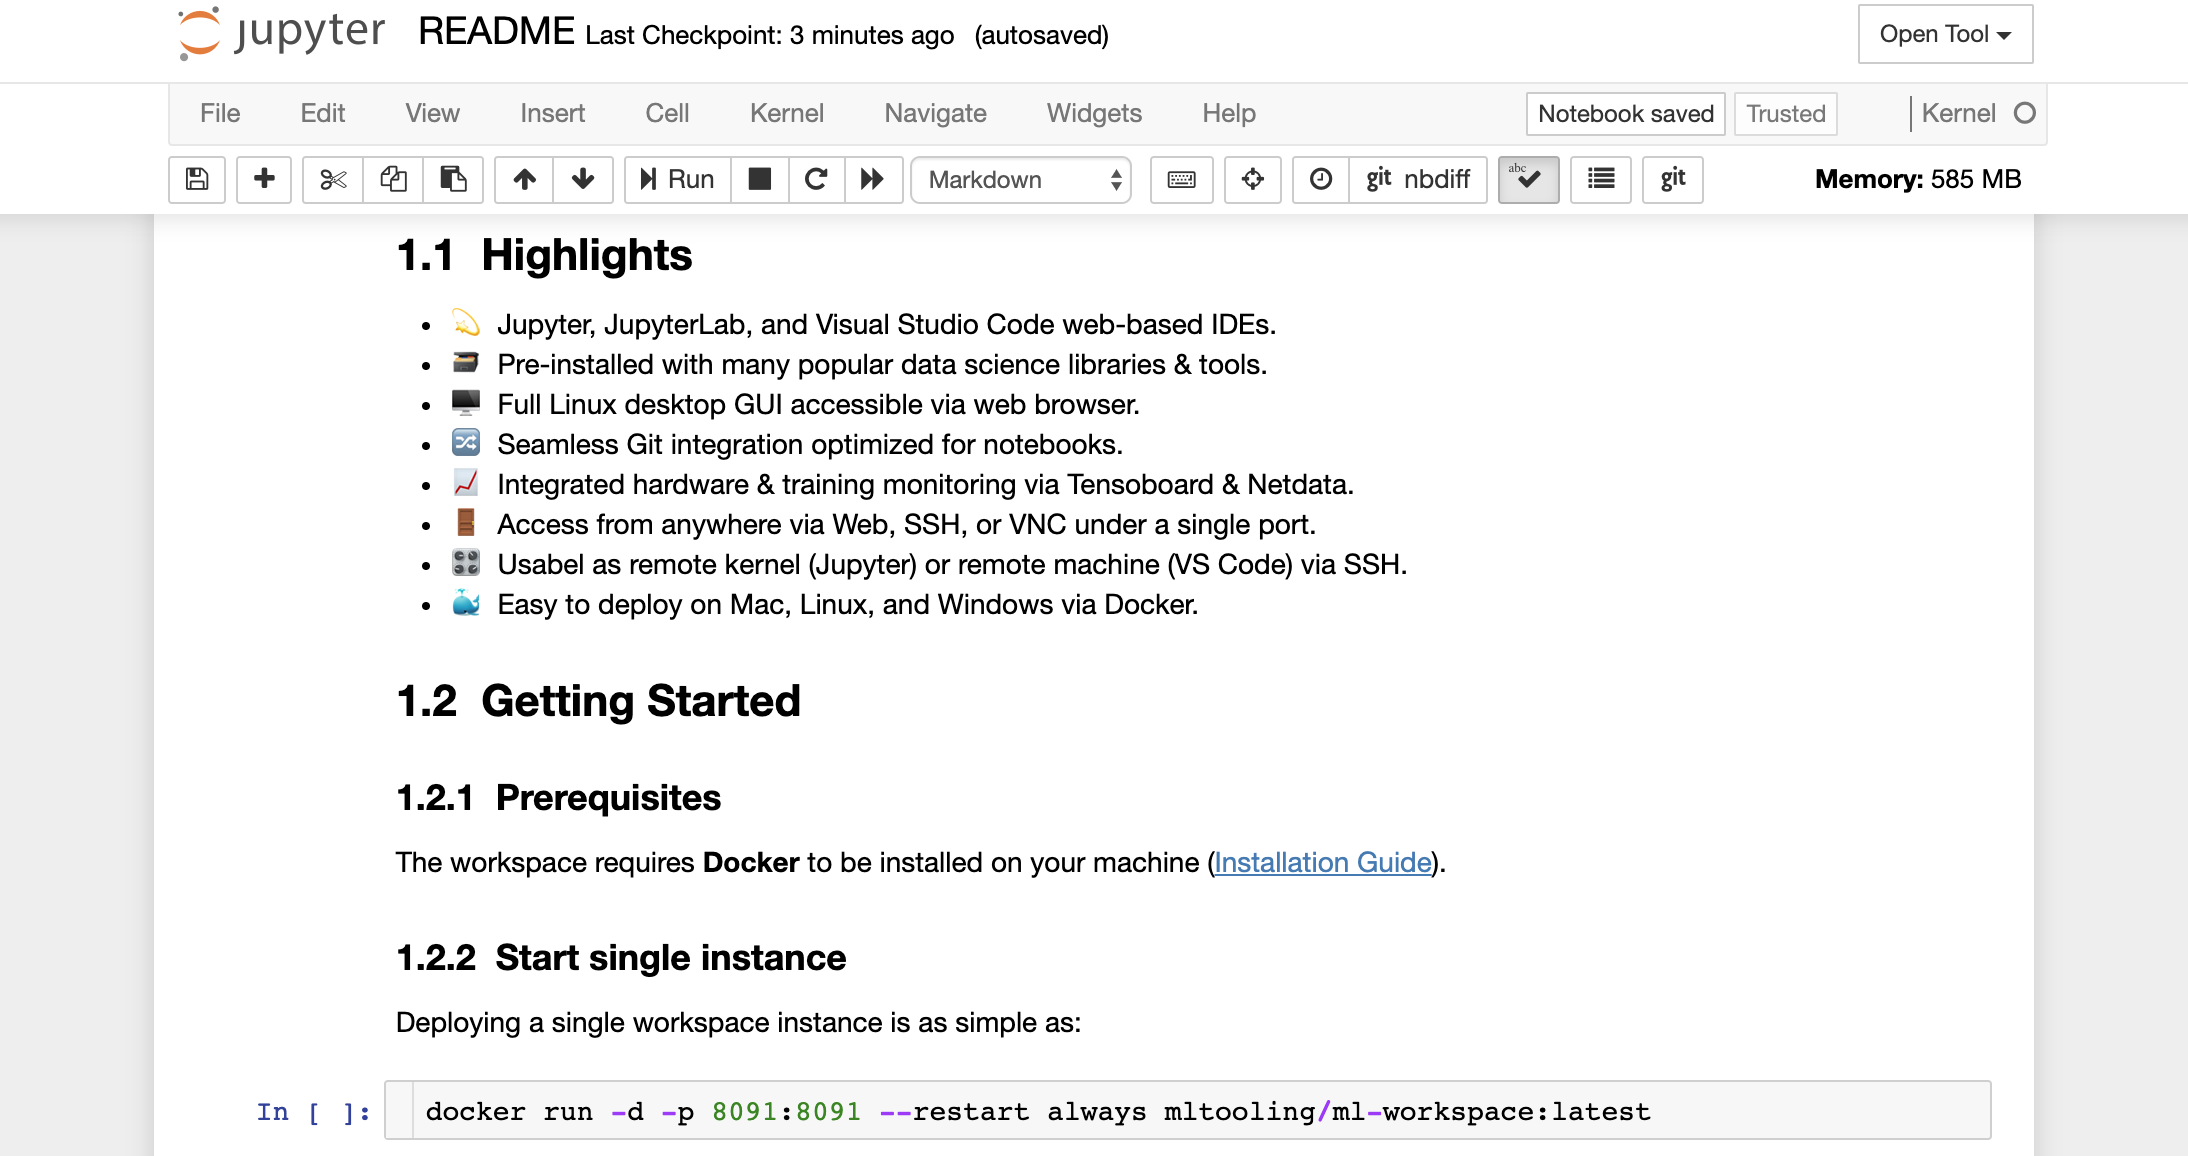 jupyter README Last Checkpoint: 3 minutes ago (autosaved) Open Tool
File Edit View Insert Cell Kernel Navigate Widgets Help Notebook saved Trusted Kernel
Run Markdown git nbdiff abc git Memory: 585 MB
1.1 Highlights
Jupyter, JupyterLab, and Visual Studio Code web-based IDEs.
Pre-installed with many popular data science libraries & tools.
Full Linux desktop GUI accessible via web browser.
Seamless Git integration optimized for notebooks.
Integrated hardware & training monitoring via Tensoboard & Netdata.
Access from anywhere via Web, SSH, or VNC under a single port.
Usabel as remote kernel (Jupyter) or remote machine (VS Code) via SSH.
Easy to deploy on Mac, Linux, and Windows via Docker.
1.2 Getting Started
1.2.1 Prerequisites
The workspace requires Docker to be installed on your machine (Installation Guide).
1.2.2 Start single instance
Deploying a single workspace instance is as simple as:
In [ ]: docker run -d -p 8091:8091 --restart always mltooling/ml-workspace:latest